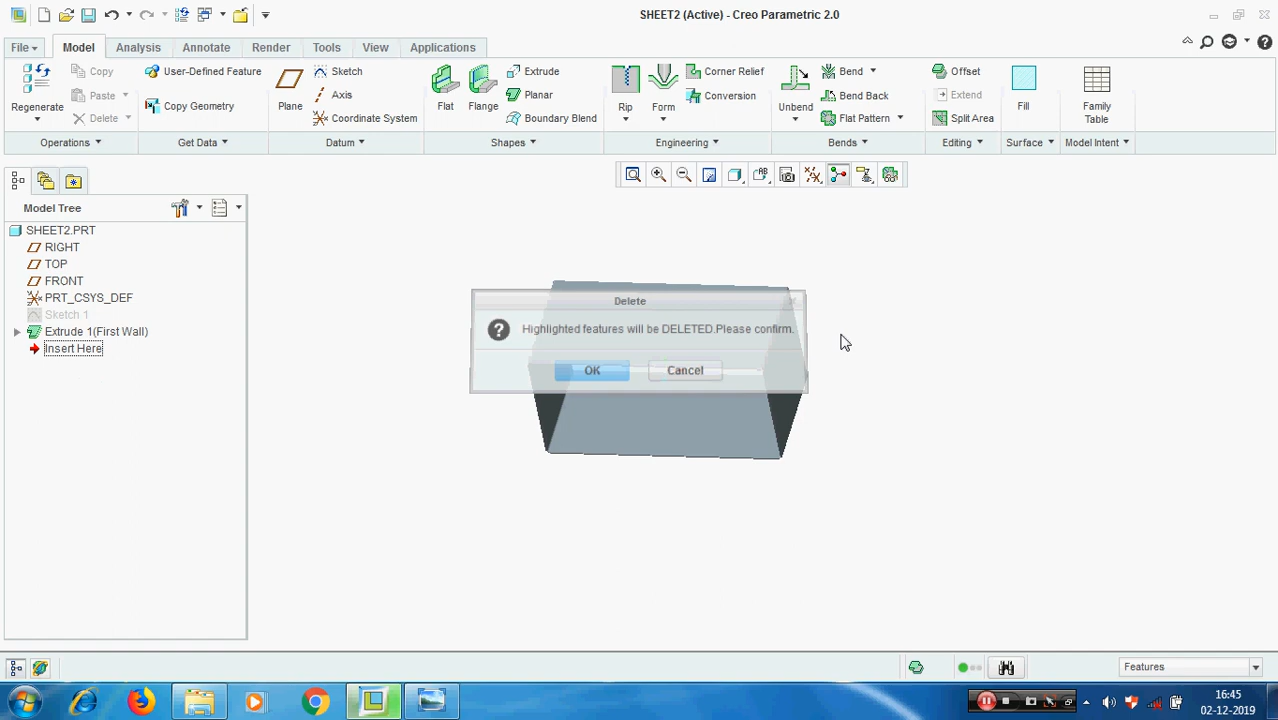 SHEET2 (Active) - Creo Parametric 2.0
File Model Analysis Annotate Render Tools View Applications
Regenerate
Copy
Paste
Delete
Operations
User-Defined Feature
Copy Geometry
Get Data
Plane
Sketch
Axis
Coordinate System
Datum
Flat
Flange
Extrude
Planar
Boundary Blend
Shapes
Rip
Form
Corner Relief
Conversion
Engineering
Unbend
Bend
Bend Back
Flat Pattern
Bends
Offset
Extend
Split Area
Editing
Fill
Surface
Family
Table
Model Intent
Model Tree
SHEET2.PRT
RIGHT
TOP
FRONT
PRT_CSYS_DEF
Sketch 1
Extrude 1(First Wall)
Insert Here
Delete
Highlighted features will be DELETED.Please confirm.
OK Cancel
Features
16:45
02-12-2019